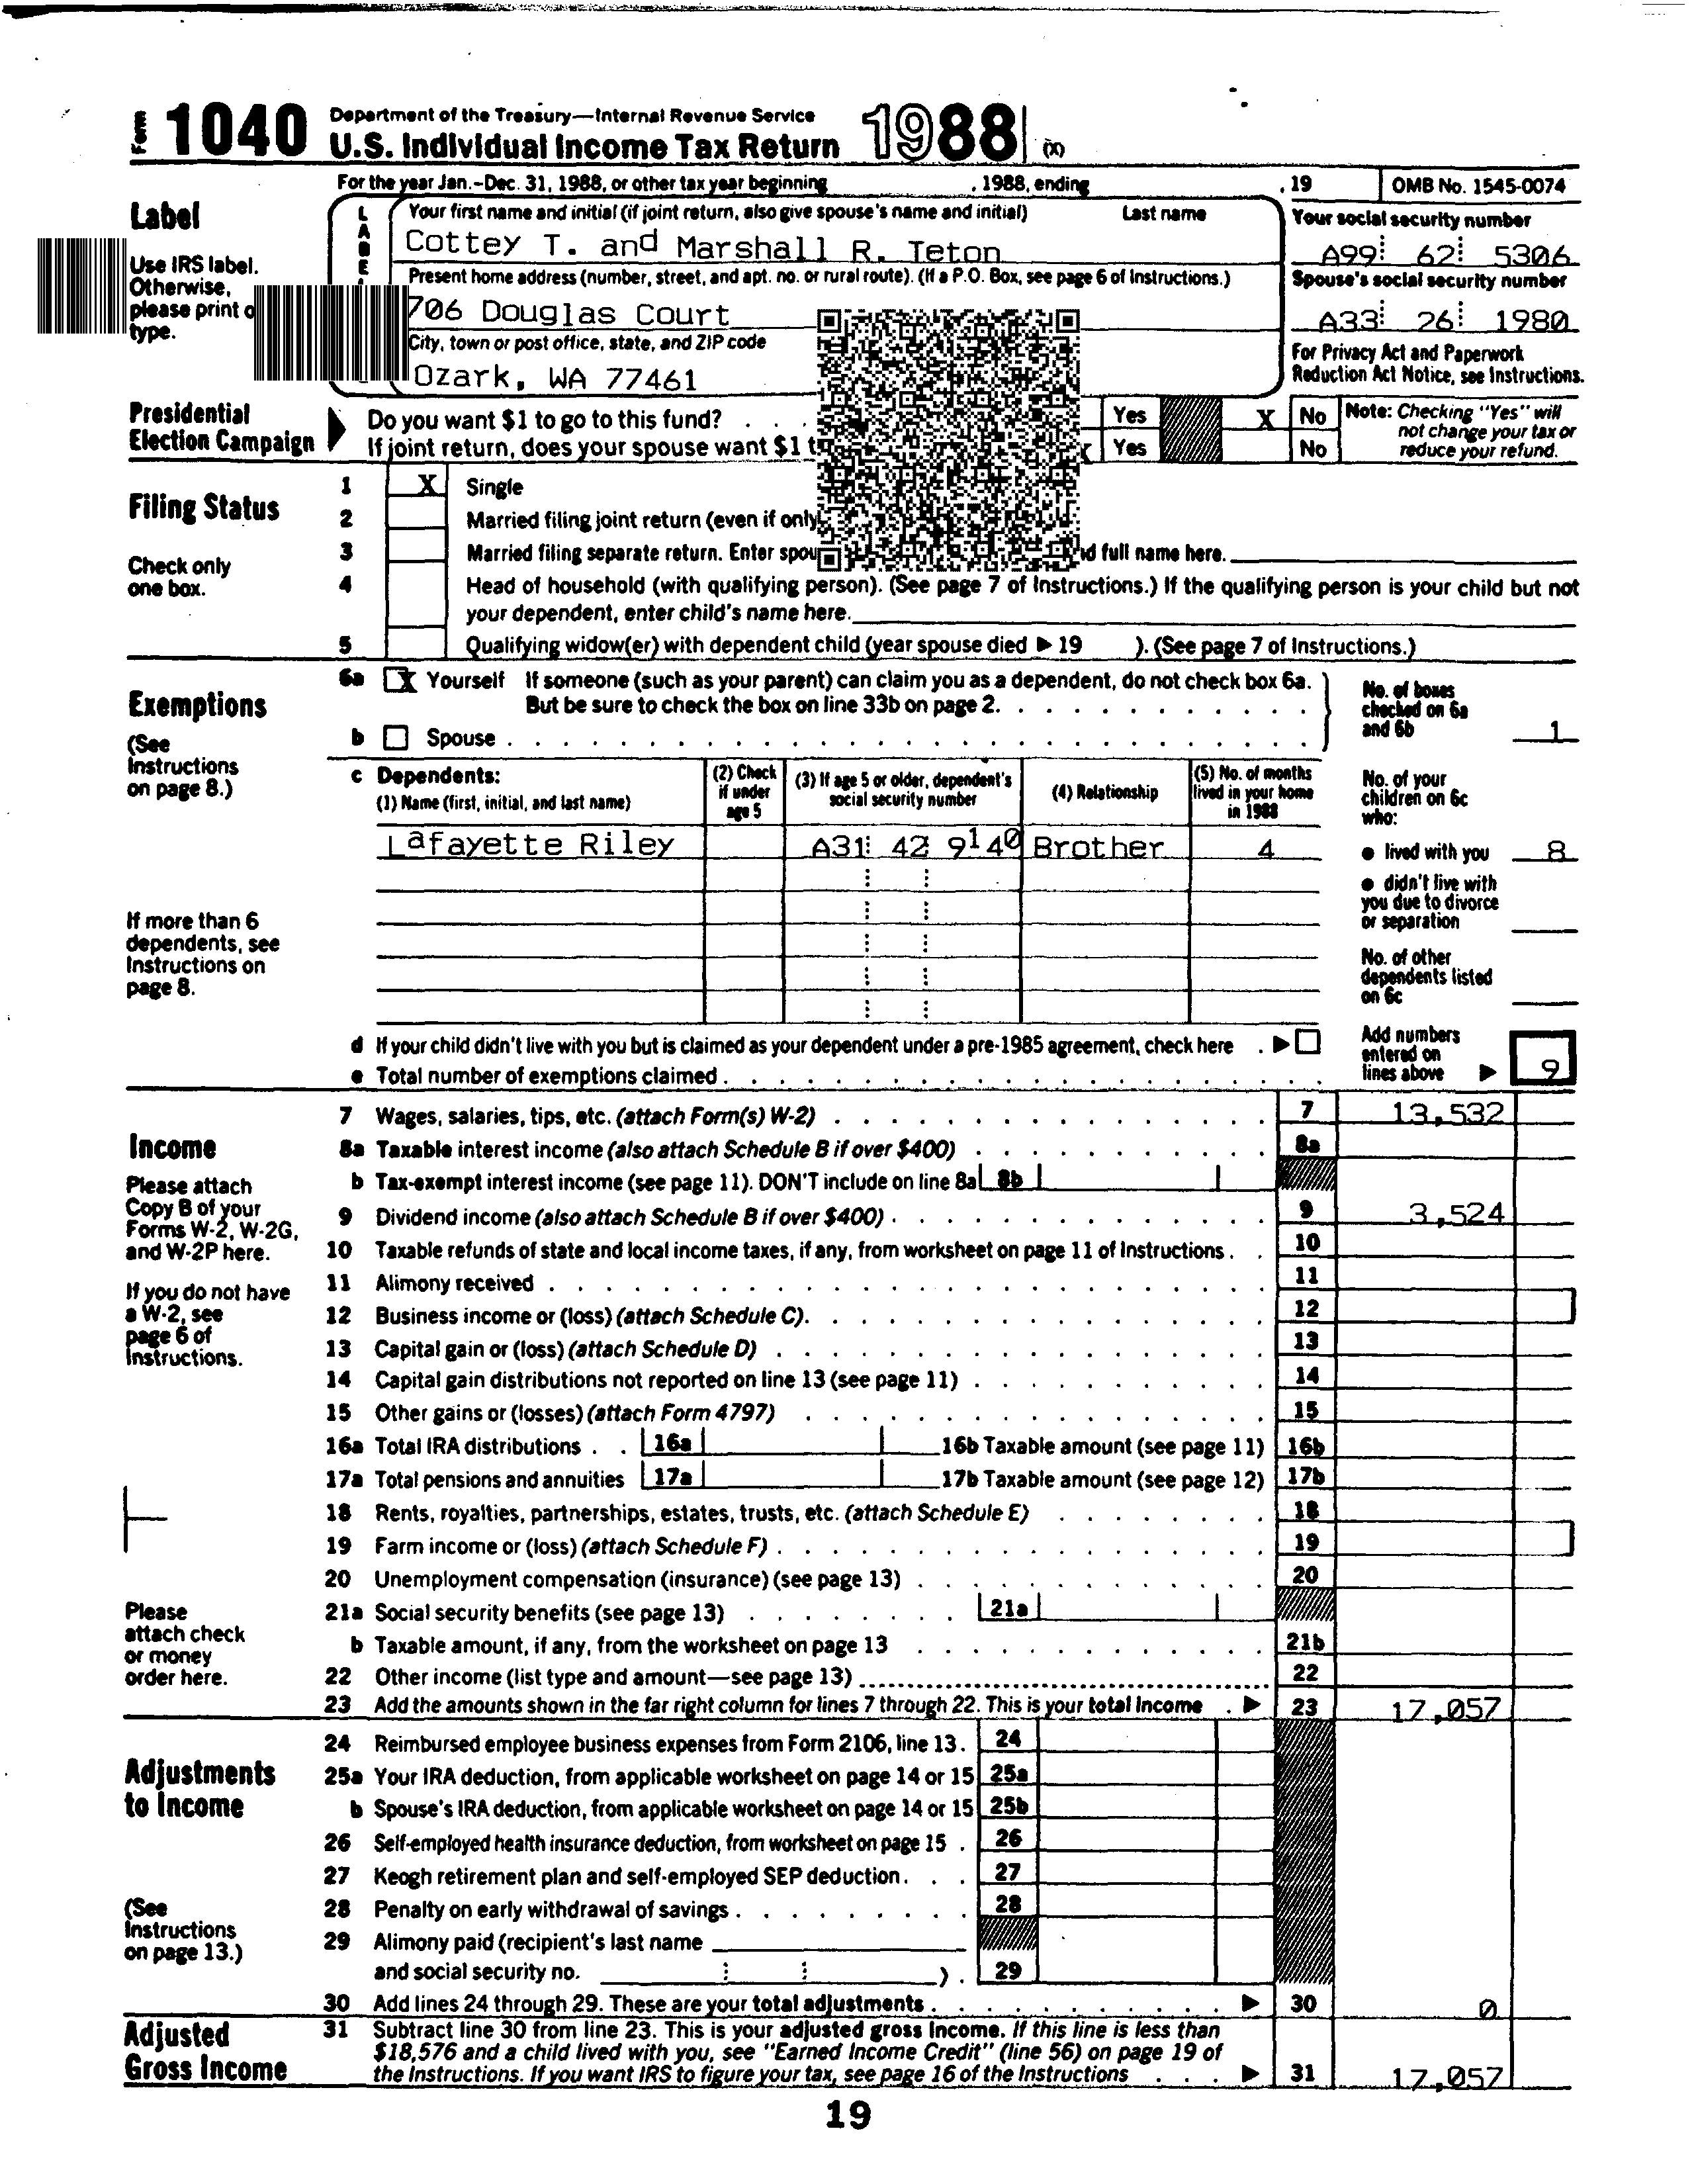 Form 1040 Department of the Treasury—Internal Revenue Service
U.S. Individual Income Tax Return 1988 (X)
For the year Jan.-Dec. 31, 1988, or other tax year beginning , 1988, ending , 19 OMB No. 1545-0074
Label
Use IRS label.
Otherwise,
please print o
type.
L
A
B
E
Your first name and initial (if joint return, also give spouse's name and initial) Last name
Cottey T. and Marshall R. Teton
Present home address (number, street, and apt. no. or rural route). (If a P.O. Box, see page 6 of Instructions.)
706 Douglas Court
City, town or post office, state, and ZIP code
Ozark, WA 77461
Your social security number
A99 62 5306
Spouse's social security number
A33 26 1980
For Privacy Act and Paperwork
Reduction Act Notice, see Instructions.
Presidential
Election Campaign
Do you want $1 to go to this fund? . . . Yes X No
If joint return, does your spouse want $1 Yes No
Note: Checking "Yes" will
not change your tax or
reduce your refund.
Filing Status
Check only
one box.
1 X Single
2 Married filing joint return (even if only
3 Married filing separate return. Enter full name here.
4 Head of household (with qualifying person). (See page 7 of Instructions.) If the qualifying person is your child but not
your dependent, enter child's name here.
5 Qualifying widow(er) with dependent child (year spouse died ▶ 19 ). (See page 7 of Instructions.)
Exemptions
(See
Instructions
on page 8.)
If more than 6
dependents, see
Instructions on
page 8.
6a X Yourself If someone (such as your parent) can claim you as a dependent, do not check box 6a.
But be sure to check the box on line 33b on page 2.
b Spouse
No. of boxes
checked on 6a
and 6b 1
c Dependents:
(1) Name (first, initial, and last name)
(2) Check
if under
age 5
(3) If age 5 or older, dependent's
social security number
(4) Relationship
(5) No. of months
lived in your home
in 1988
Lafayette Riley A31 42 9140 Brother 4
No. of your
children on 6c
who:
● lived with you 8
● didn't live with
you due to divorce
or separation
No. of other
dependents listed
on 6c
d If your child didn't live with you but is claimed as your dependent under a pre-1985 agreement, check here . ▶
e Total number of exemptions claimed
Add numbers
entered on
lines above ▶ 9
Income
Please attach
Copy B of your
Forms W-2, W-2G,
and W-2P here.
If you do not have
a W-2, see
page 6 of
Instructions.
Please
attach check
or money
order here.
7 Wages, salaries, tips, etc. (attach Form(s) W-2) 7 13,532
8a Taxable interest income (also attach Schedule B if over $400) 8a
b Tax-exempt interest income (see page 11). DON'T include on line 8a 8b
9 Dividend income (also attach Schedule B if over $400) 9 3,524
10 Taxable refunds of state and local income taxes, if any, from worksheet on page 11 of Instructions 10
11 Alimony received 11
12 Business income or (loss) (attach Schedule C) 12
13 Capital gain or (loss) (attach Schedule D) 13
14 Capital gain distributions not reported on line 13 (see page 11) 14
15 Other gains or (losses) (attach Form 4797) 15
16a Total IRA distributions 16a 16b Taxable amount (see page 11) 16b
17a Total pensions and annuities 17a 17b Taxable amount (see page 12) 17b
18 Rents, royalties, partnerships, estates, trusts, etc. (attach Schedule E) 18
19 Farm income or (loss) (attach Schedule F) 19
20 Unemployment compensation (insurance) (see page 13) 20
21a Social security benefits (see page 13) 21a
b Taxable amount, if any, from the worksheet on page 13 21b
22 Other income (list type and amount—see page 13) 22
23 Add the amounts shown in the far right column for lines 7 through 22. This is your total income . ▶ 23 17,057
Adjustments
to Income
(See
Instructions
on page 13.)
24 Reimbursed employee business expenses from Form 2106, line 13. 24
25a Your IRA deduction, from applicable worksheet on page 14 or 15 25a
b Spouse's IRA deduction, from applicable worksheet on page 14 or 15 25b
26 Self-employed health insurance deduction, from worksheet on page 15 26
27 Keogh retirement plan and self-employed SEP deduction 27
28 Penalty on early withdrawal of savings 28
29 Alimony paid (recipient's last name
and social security no. ) . 29
30 Add lines 24 through 29. These are your total adjustments ▶ 30 0
Adjusted
Gross Income
31 Subtract line 30 from line 23. This is your adjusted gross income. If this line is less than
$18,576 and a child lived with you, see "Earned Income Credit" (line 56) on page 19 of
the Instructions. If you want IRS to figure your tax, see page 16 of the Instructions . . . ▶ 31 17,057
19